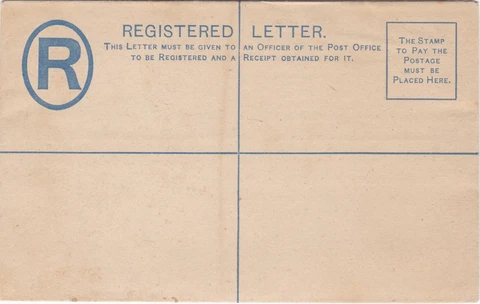 R
REGISTERED LETTER.
THIS LETTER MUST BE GIVEN TO AN OFFICER OF THE POST OFFICE
TO BE REGISTERED AND A RECEIPT OBTAINED FOR IT.
THE STAMP
TO PAY THE
POSTAGE
MUST BE
PLACED HERE.